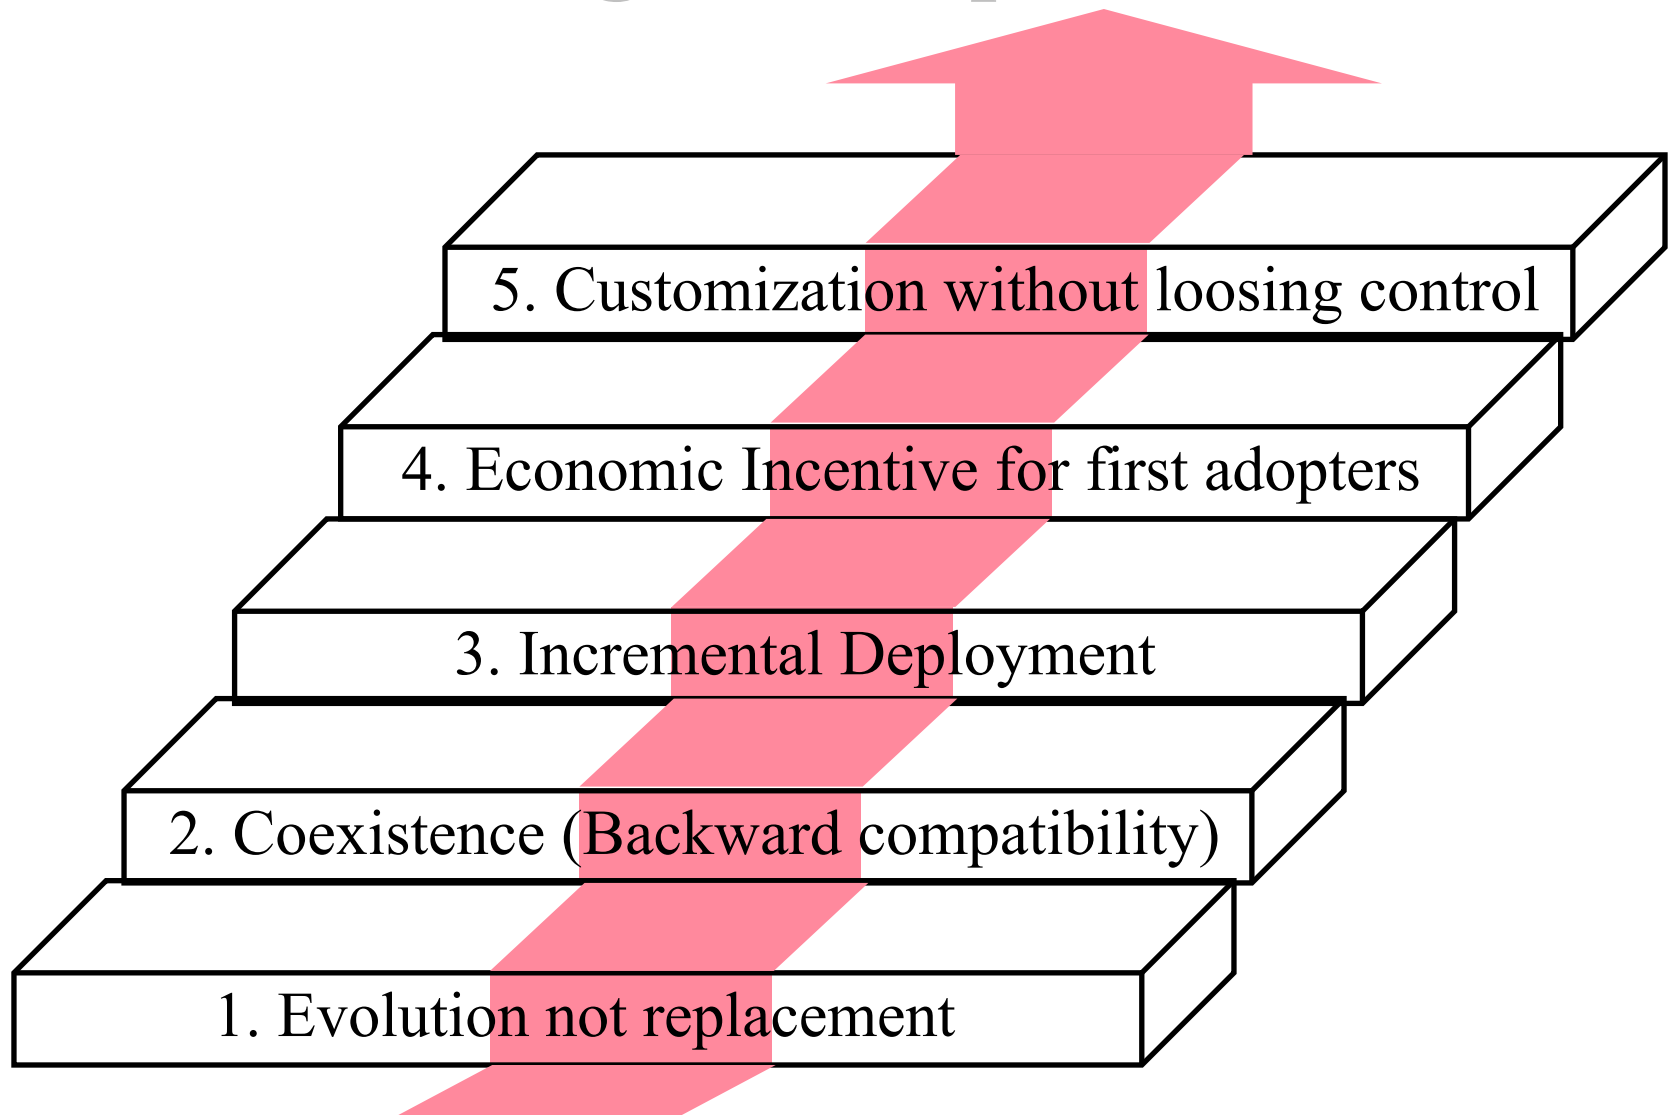 5. Customization without loosing control
4. Economic Incentive for first adopters
3. Incremental Deployment
2. Coexistence (Backward compatibility)
1. Evolution not replacement